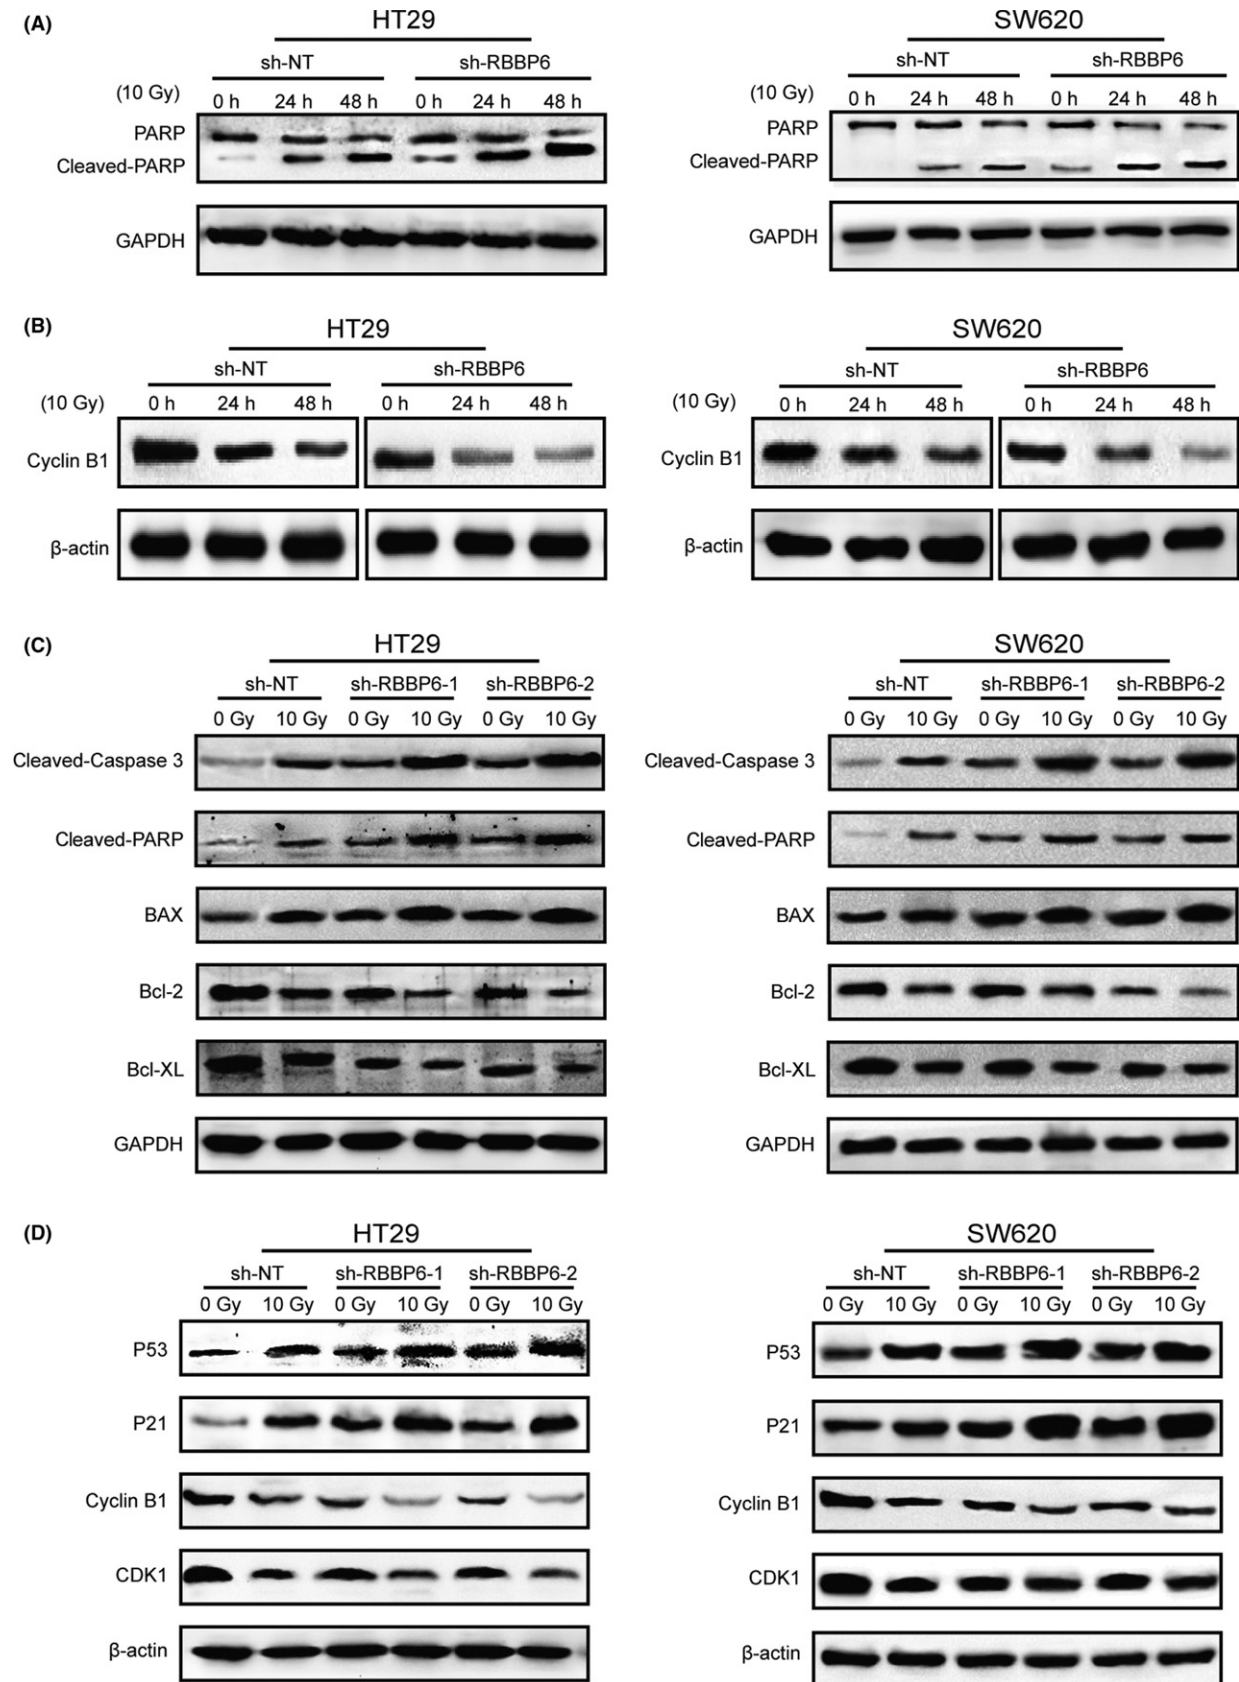 (A)
HT29
SW620
sh-NT sh-RBBP6
sh-NT sh-RBBP6
(10 Gy) 0 h 24 h 48 h 0 h 24 h 48 h
(10 Gy) 0 h 24 h 48 h 0 h 24 h 48 h
PARP
PARP
Cleaved-PARP
Cleaved-PARP
GAPDH
GAPDH
(B)
HT29
SW620
sh-NT sh-RBBP6
sh-NT sh-RBBP6
(10 Gy) 0 h 24 h 48 h 0 h 24 h 48 h
(10 Gy) 0 h 24 h 48 h 0 h 24 h 48 h
Cyclin B1
Cyclin B1
β-actin
β-actin
(C)
HT29
SW620
sh-NT sh-RBBP6-1 sh-RBBP6-2
sh-NT sh-RBBP6-1 sh-RBBP6-2
0 Gy 10 Gy 0 Gy 10 Gy 0 Gy 10 Gy
0 Gy 10 Gy 0 Gy 10 Gy 0 Gy 10 Gy
Cleaved-Caspase 3
Cleaved-Caspase 3
Cleaved-PARP
Cleaved-PARP
BAX
BAX
Bcl-2
Bcl-2
Bcl-XL
Bcl-XL
GAPDH
GAPDH
(D)
HT29
SW620
sh-NT sh-RBBP6-1 sh-RBBP6-2
sh-NT sh-RBBP6-1 sh-RBBP6-2
0 Gy 10 Gy 0 Gy 10 Gy 0 Gy 10 Gy
0 Gy 10 Gy 0 Gy 10 Gy 0 Gy 10 Gy
P53
P53
P21
P21
Cyclin B1
Cyclin B1
CDK1
CDK1
β-actin
β-actin